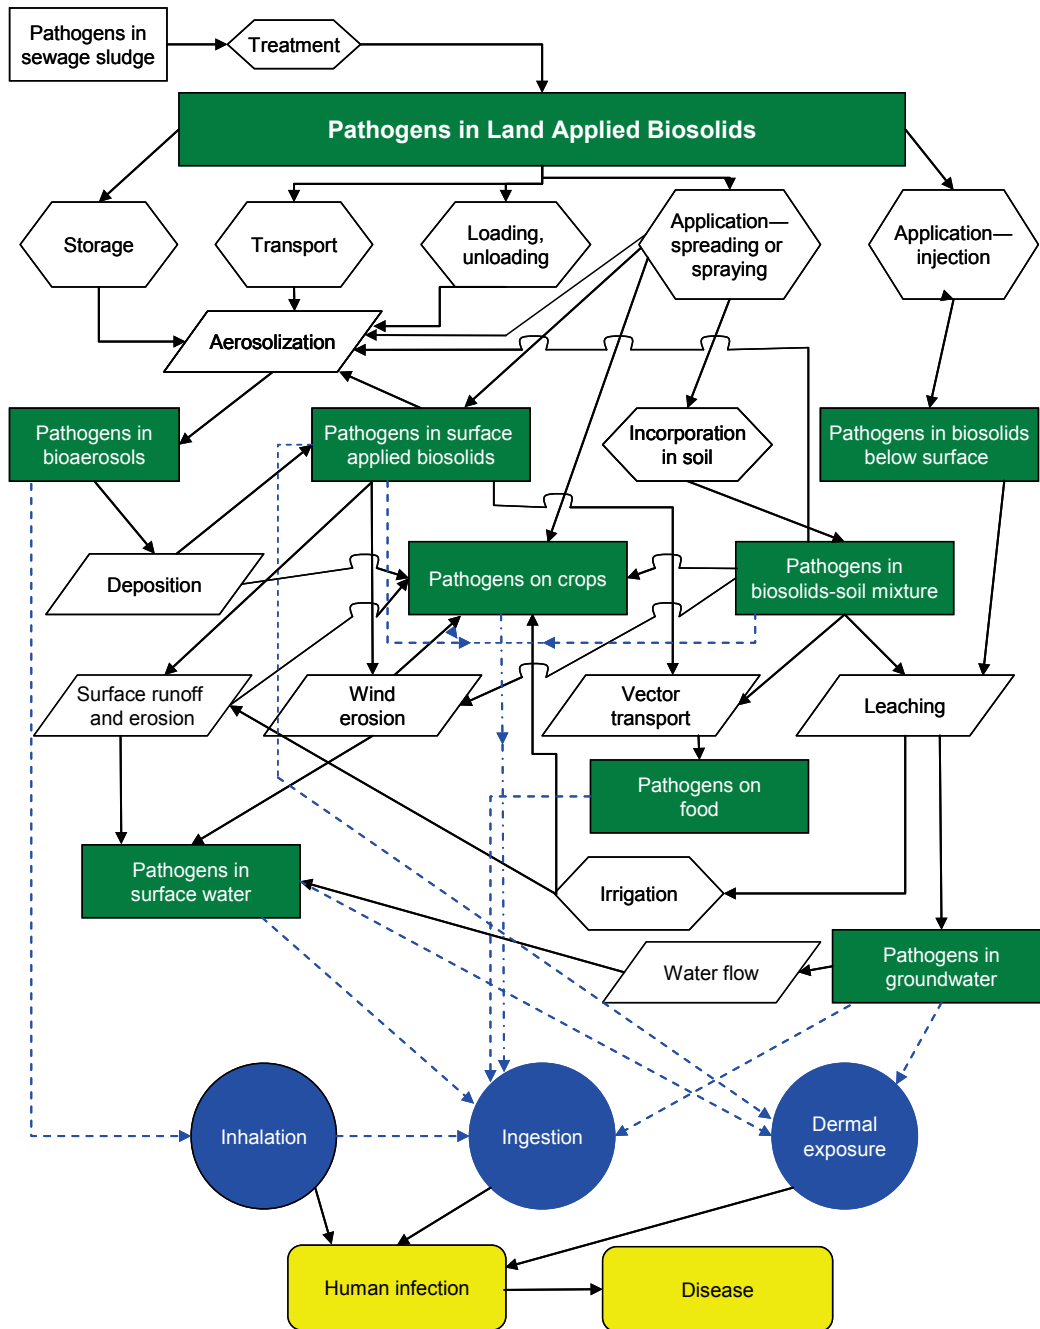 Pathogens in
sewage sludge
Treatment
Pathogens in Land Applied Biosolids
Storage
Transport
Loading,
unloading
Application—
spreading or
spraying
Application—
injection
Aerosolization
Pathogens in
bioaerosols
Pathogens in surface
applied biosolids
Incorporation
in soil
Pathogens in biosolids
below surface
Deposition
Pathogens on crops
Pathogens in
biosolids-soil mixture
Surface runoff
and erosion
Wind
erosion
Vector
transport
Leaching
Pathogens on
food
Pathogens in
surface water
Irrigation
Water flow
Pathogens in
groundwater
Inhalation
Ingestion
Dermal
exposure
Human infection
Disease